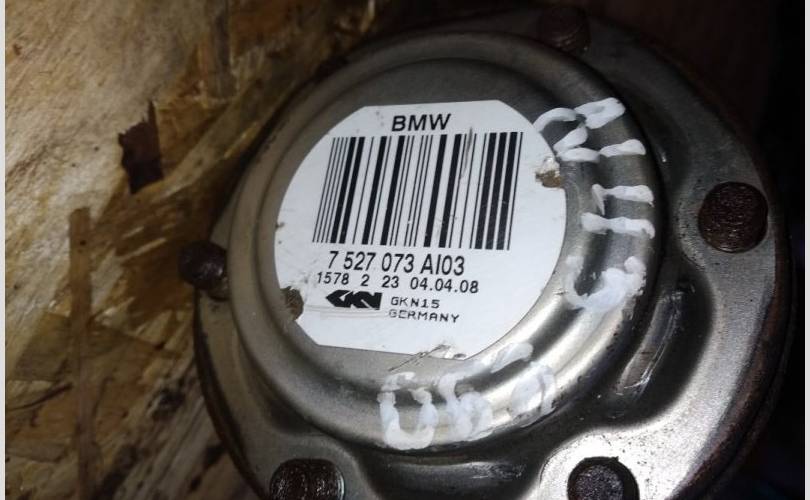 BMW
7 527 073 AI03
1578 2 23 04.04.08
GKN GKN15
GERMANY